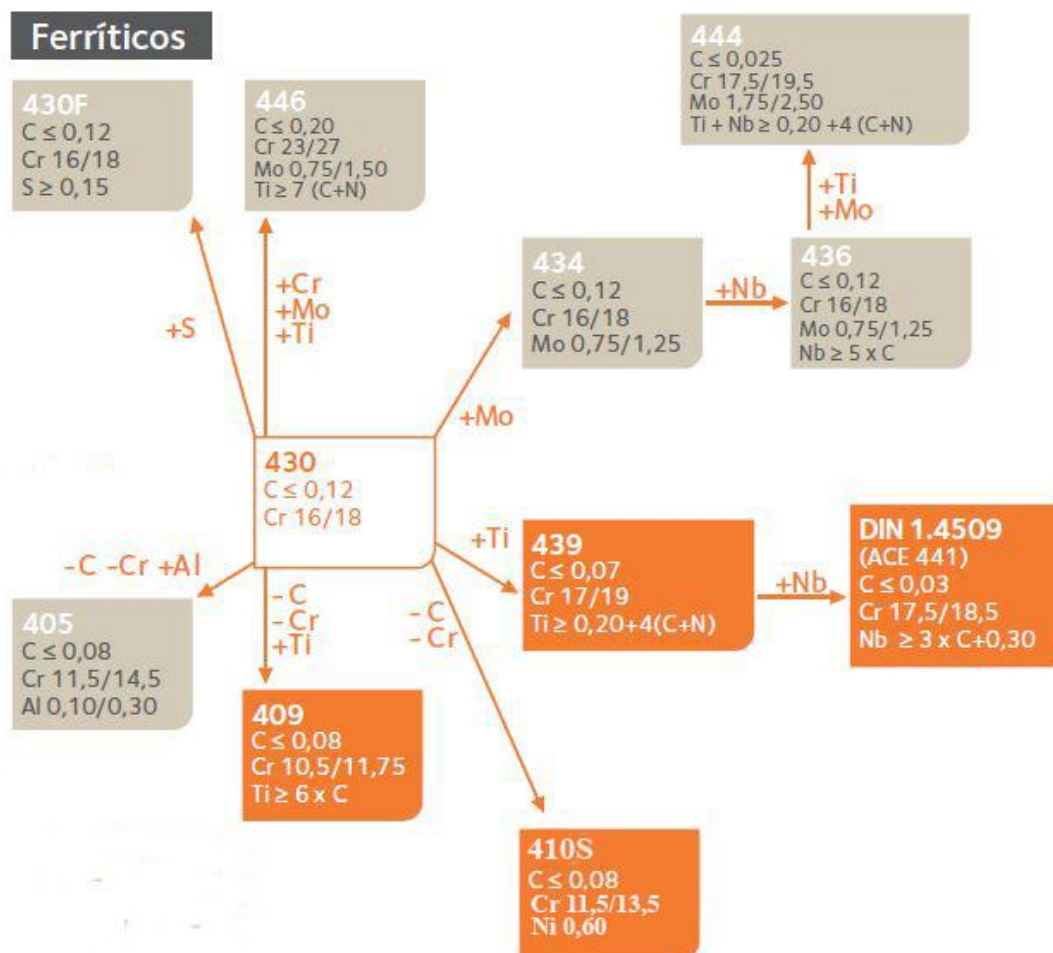 Ferríticos
430F
C ≤ 0,12
Cr 16/18
S ≥ 0,15
446
C ≤ 0,20
Cr 23/27
Mo 0,75/1,50
Ti ≥ 7 (C+N)
444
C ≤ 0,025
Cr 17,5/19,5
Mo 1,75/2,50
Ti + Nb ≥ 0,20 +4 (C+N)
+Ti
+Mo
434
C ≤ 0,12
Cr 16/18
Mo 0,75/1,25
+Nb
436
C ≤ 0,12
Cr 16/18
Mo 0,75/1,25
Nb ≥ 5 x C
+S
+Cr
+Mo
+Ti
+Mo
430
C ≤ 0,12
Cr 16/18
+Ti
439
C ≤ 0,07
Cr 17/19
Ti ≥ 0,20+4(C+N)
+Nb
DIN 1.4509
(ACE 441)
C ≤ 0,03
Cr 17,5/18,5
Nb ≥ 3 x C+0,30
-C -Cr +Al
405
C ≤ 0,08
Cr 11,5/14,5
Al 0,10/0,30
- C
- Cr
+Ti
409
C ≤ 0,08
Cr 10,5/11,75
Ti ≥ 6 x C
- C
- Cr
410S
C ≤ 0,08
Cr 11,5/13,5
Ni 0,60